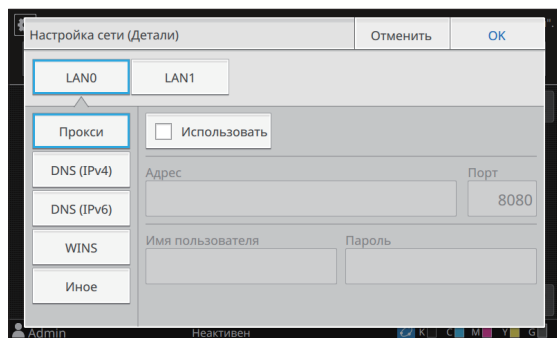 Настройка сети (Детали)
Отменить
OK
LAN0
LAN1
Прокси
Использовать
DNS (IPv4)
Адрес
Порт
8080
DNS (IPv6)
WINS
Имя пользователя
Пароль
Иное
Admin
Неактивен
K
C
M
Y
G